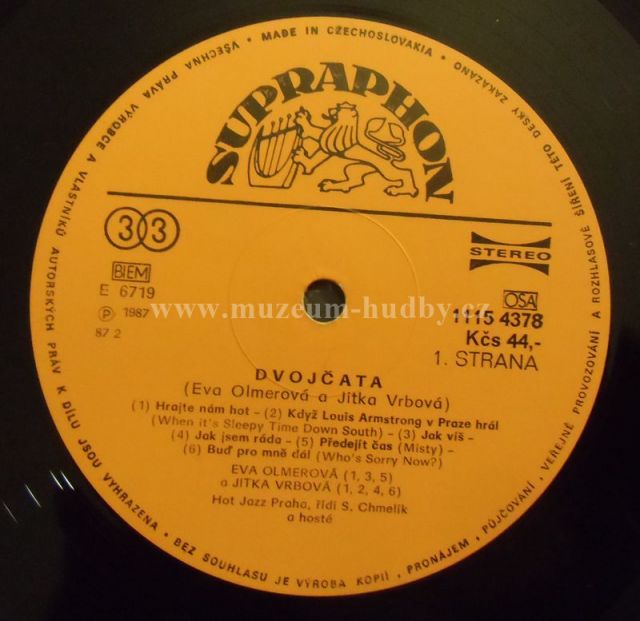 VŠECHNA PRÁVA VÝROBCE A VLASTNÍKŮ AUTORSKÝCH PRÁV K DÍLU JSOU VYHRAZENA • BEZ SOUHLASU JE VÝROBA KOPIÍ, PRONÁJEM, PŮJČOVÁNÍ, VEŘEJNÉ PROVOZOVÁNÍ A ROZHLASOVÉ ŠÍŘENÍ TÉTO DESKY ZAKÁZÁNO • MADE IN CZECHOSLOVAKIA •
SUPRAPHON
33
STEREO
BIEM
E 6719
OSA
℗ 1987
www.muzeum-hudby.cz
1115 4378
87 2
Kčs 44,-
1. STRANA
DVOJČATA
(Eva Olmerová a Jitka Vrbová)
(1) Hrajte nám hot - (2) Když Louis Armstrong v Praze hrál
(When it's Sleepy Time Down South) - (3) Jak víš -
(4) Jak jsem ráda - (5) Předejít čas (Misty) -
(6) Buď pro mně dál (Who's Sorry Now?)
EVA OLMEROVÁ (1, 3, 5)
a JITKA VRBOVÁ (1, 2, 4, 6)
Hot Jazz Praha, řídí S. Chmelík
a hosté